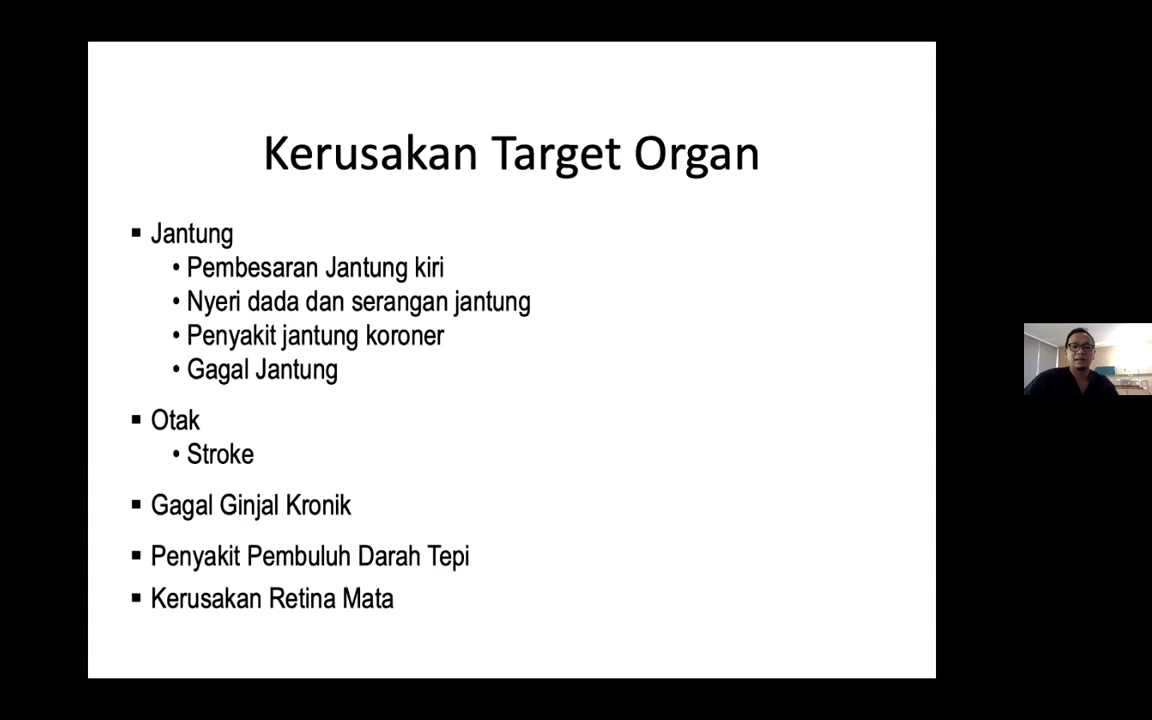 Kerusakan Target Organ
▪ Jantung
• Pembesaran Jantung kiri
• Nyeri dada dan serangan jantung
• Penyakit jantung koroner
• Gagal Jantung
▪ Otak
• Stroke
▪ Gagal Ginjal Kronik
▪ Penyakit Pembuluh Darah Tepi
▪ Kerusakan Retina Mata